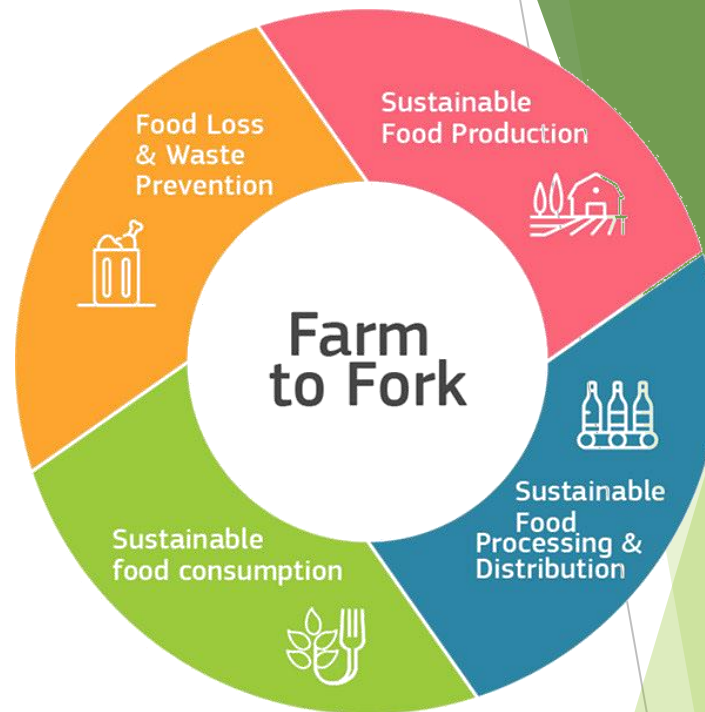 Food Loss
& Waste
Prevention
Sustainable
Food Production
Farm
to Fork
Sustainable
Food
Processing &
Distribution
Sustainable
food consumption